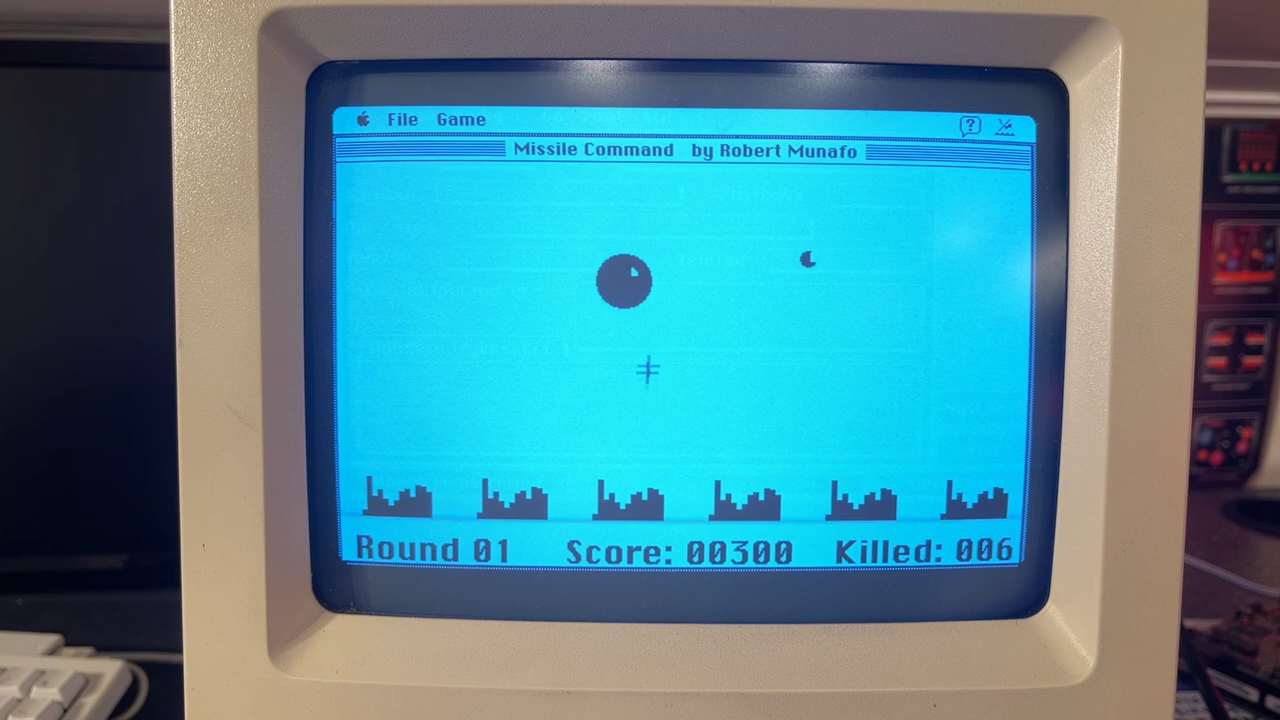 File Game
Missile Command by Robert Munafo
Round 01 Score: 00300 Killed: 006